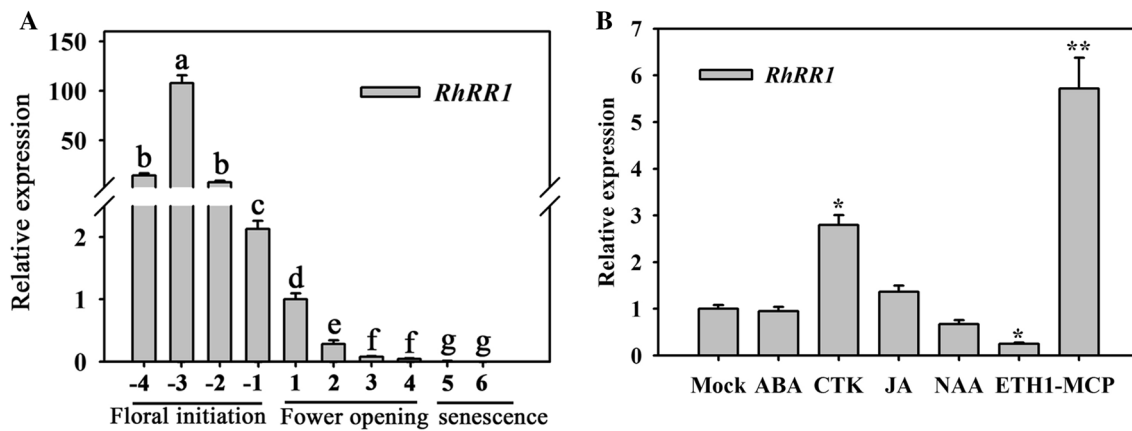 A
B
150
100
50
2
1
0
Relative expression
RhRR1
b
a
b
c
d
e
f
f
g
g
-4 -3 -2 -1 1 2 3 4 5 6
Floral initiation Fower opening senescence
7
6
5
4
3
2
1
0
Relative expression
RhRR1
*
*
**
Mock ABA CTK JA NAA ETH1-MCP